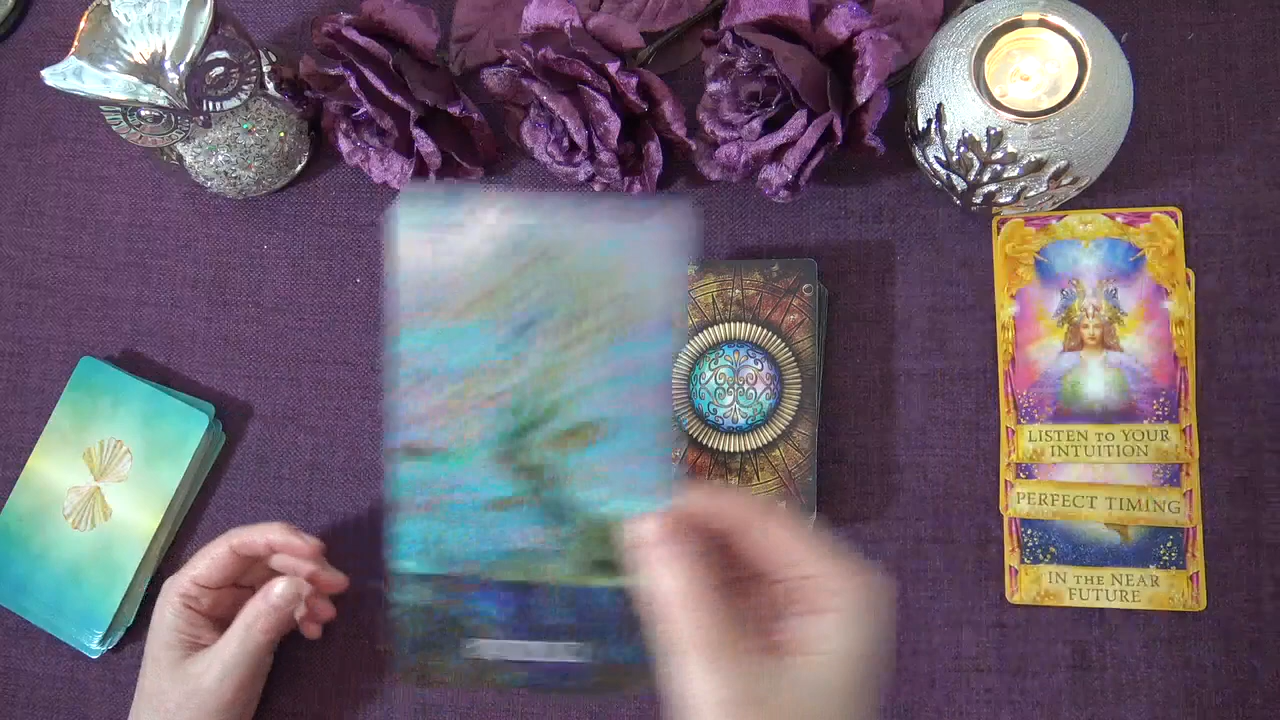 LISTEN TO YOUR
INTUITION
PERFECT TIMING
IN THE NEAR
FUTURE